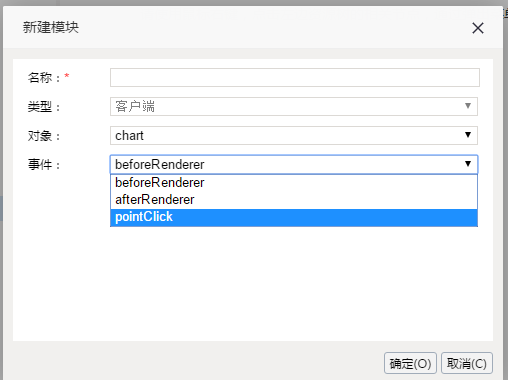 新建模块
名称：*
类型：
客户端
对象：
chart
事件：
beforeRenderer
beforeRenderer
afterRenderer
pointClick
确定(O)
取消(C)